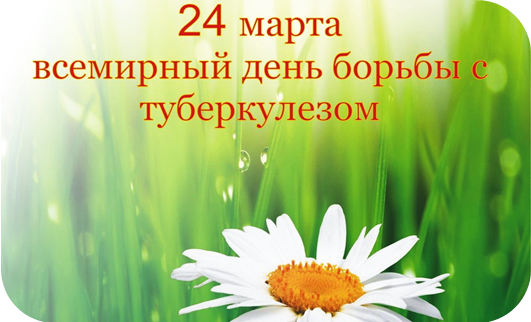 24 марта
всемирный день борьбы с
туберкулезом